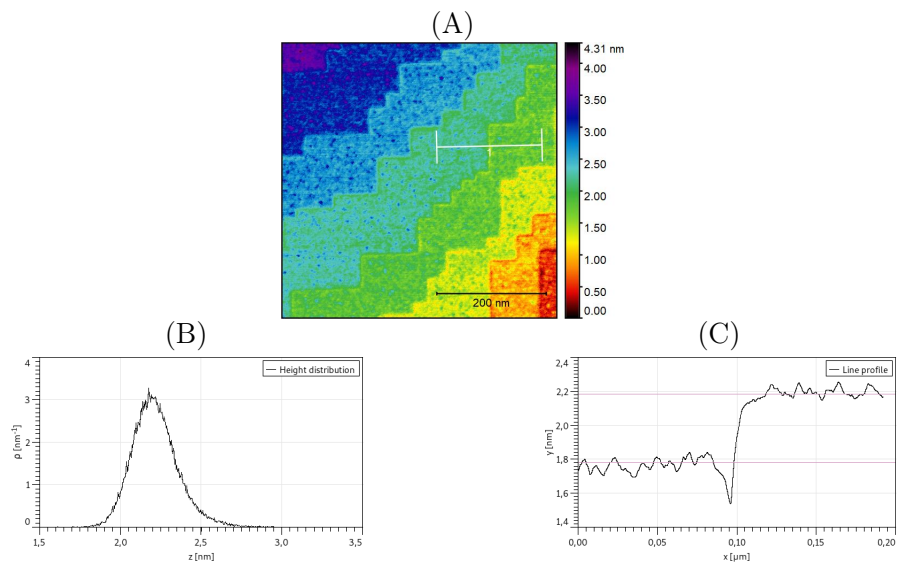 (A)
4.31 nm
4.00
3.50
3.00
2.50
2.00
1.50
1.00
0.50
0.00
200 nm
(B)
4
3
2
1
0
ρ [nm⁻¹]
Height distribution
1,5
2,0
2,5
3,0
3,5
z [nm]
(C)
2,4
2,2
2,0
1,8
1,6
1,4
y [nm]
Line profile
0,00
0,05
0,10
0,15
0,20
x [µm]